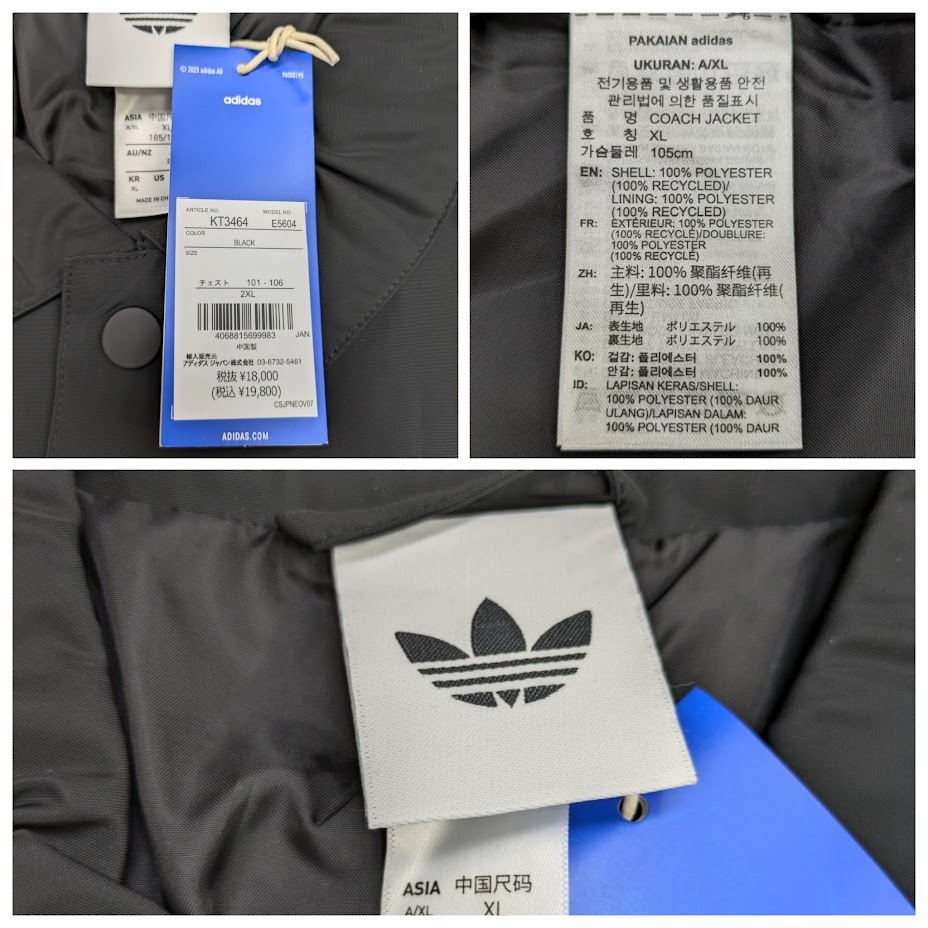 © 2025 adidas AG
96000195
adidas
ASIA 中国尺
A/XL XL
185/1
AU/NZ
KR US
XL
MADE IN CH
ARTICLE NO. MODEL NO.
KT3464 E5604
COLOR
BLACK
SIZE
チェスト 101 - 106
2XL
4068815699983 JAN
中国製
輸入販売元
アディダス ジャパン株式会社 03-6732-5461
税抜 ¥18,000
(税込 ¥19,800)
CSJPNEOV07
ADIDAS.COM
PAKAIAN adidas
UKURAN: A/XL
전기용품 및 생활용품 안전
관리법에 의한 품질표시
품 명 COACH JACKET
호 칭 XL
가슴둘레 105cm
EN: SHELL: 100% POLYESTER
(100% RECYCLED)/
LINING: 100% POLYESTER
(100% RECYCLED)
FR: EXTÉRIEUR: 100% POLYESTER
(100% RECYCLÉ)/DOUBLURE:
100% POLYESTER
(100% RECYCLÉ)
ZH: 主料: 100% 聚酯纤维(再
生)/里料: 100% 聚酯纤维(
再生)
JA: 表生地 ポリエステル 100%
裏生地 ポリエステル 100%
KO: 겉감: 폴리에스터 100%
안감: 폴리에스터 100%
ID: LAPISAN KERAS/SHELL:
100% POLYESTER (100% DAUR
ULANG)/LAPISAN DALAM:
100% POLYESTER (100% DAUR
ASIA 中国尺码
A/XL XL